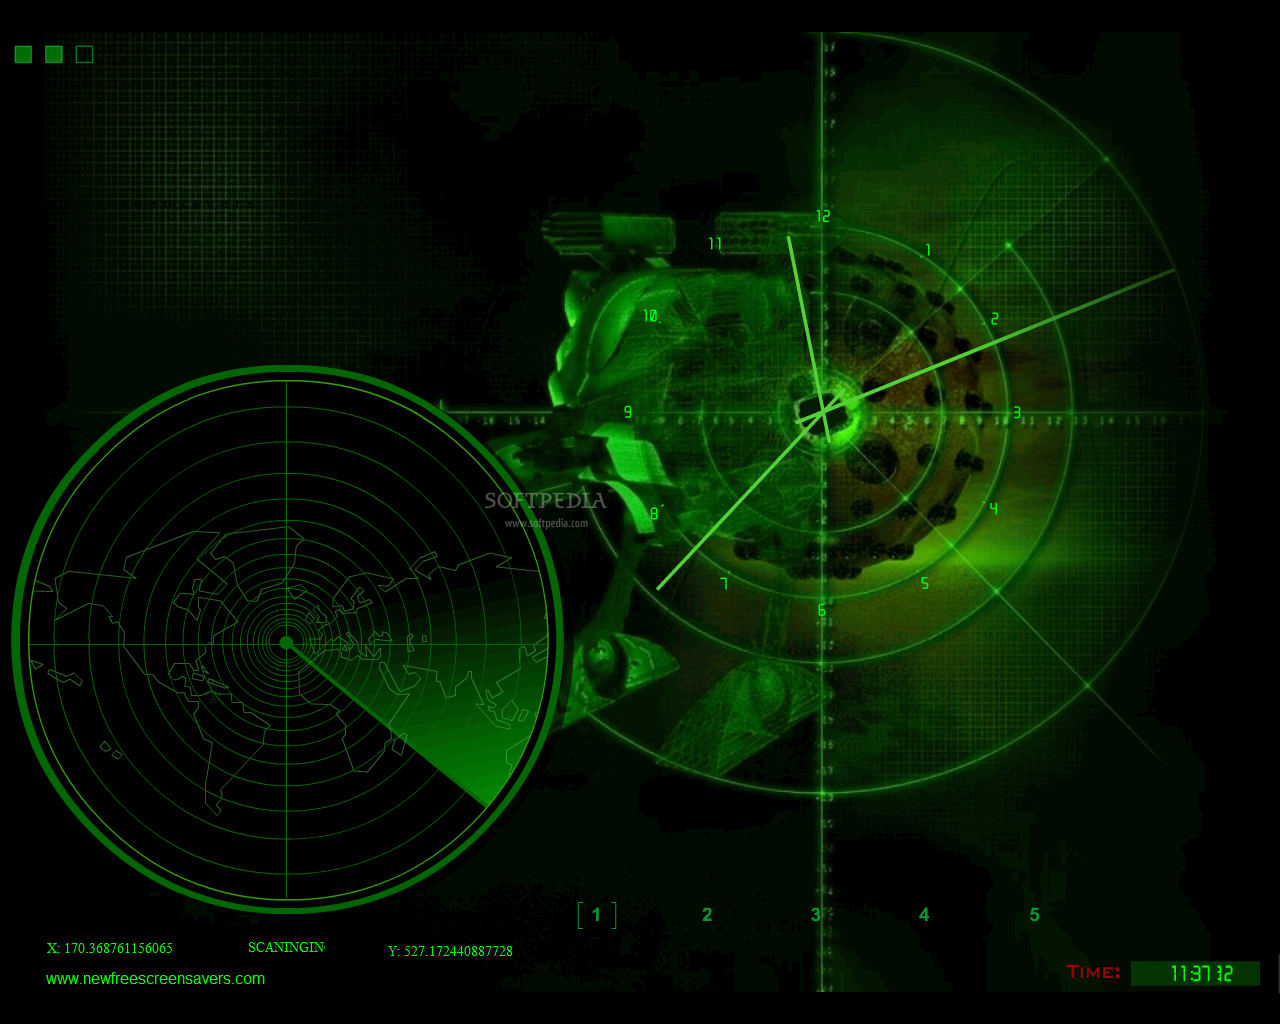 12
11
1
10
2
9
3
SOFTPEDIA
www.softpedia.com
8
4
7
5
6
[ 1 ] 2 3 4 5
X: 170.368761156065 SCANINGIN Y: 527.172440887728
www.newfreescreensavers.com
TIME: 11:37 12